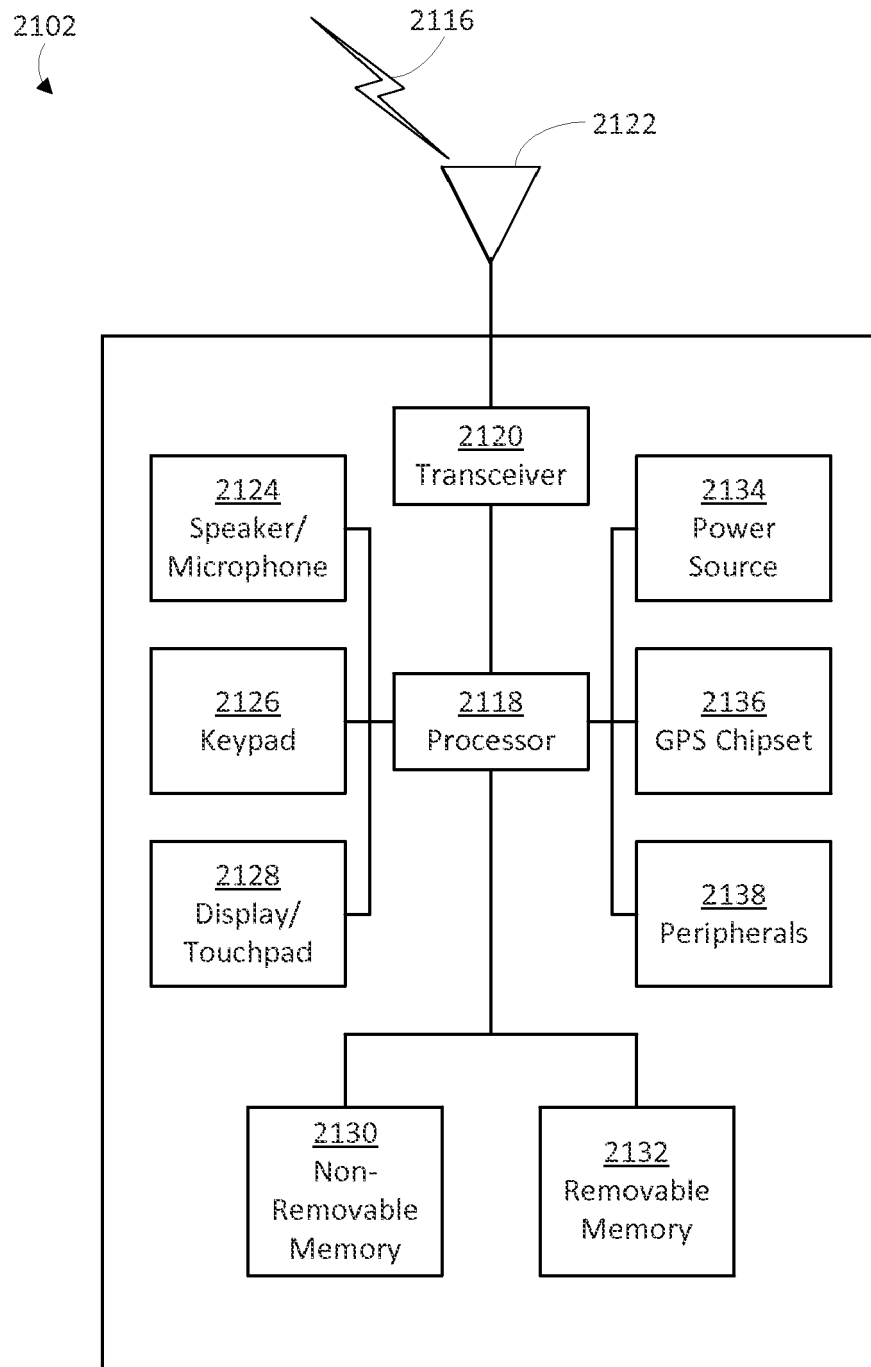 2102
2116
2122
2120
Transceiver
2124
Speaker/
Microphone
2134
Power
Source
2126
Keypad
2118
Processor
2136
GPS Chipset
2128
Display/
Touchpad
2138
Peripherals
2130
Non-
Removable
Memory
2132
Removable
Memory